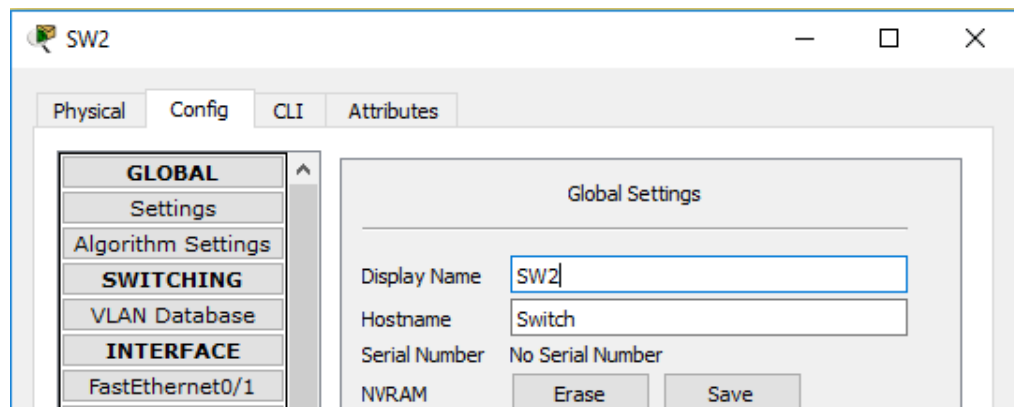 SW2
Physical Config CLI Attributes
GLOBAL
Settings
Algorithm Settings
SWITCHING
VLAN Database
INTERFACE
FastEthernet0/1
Global Settings
Display Name SW2
Hostname Switch
Serial Number No Serial Number
NVRAM Erase Save